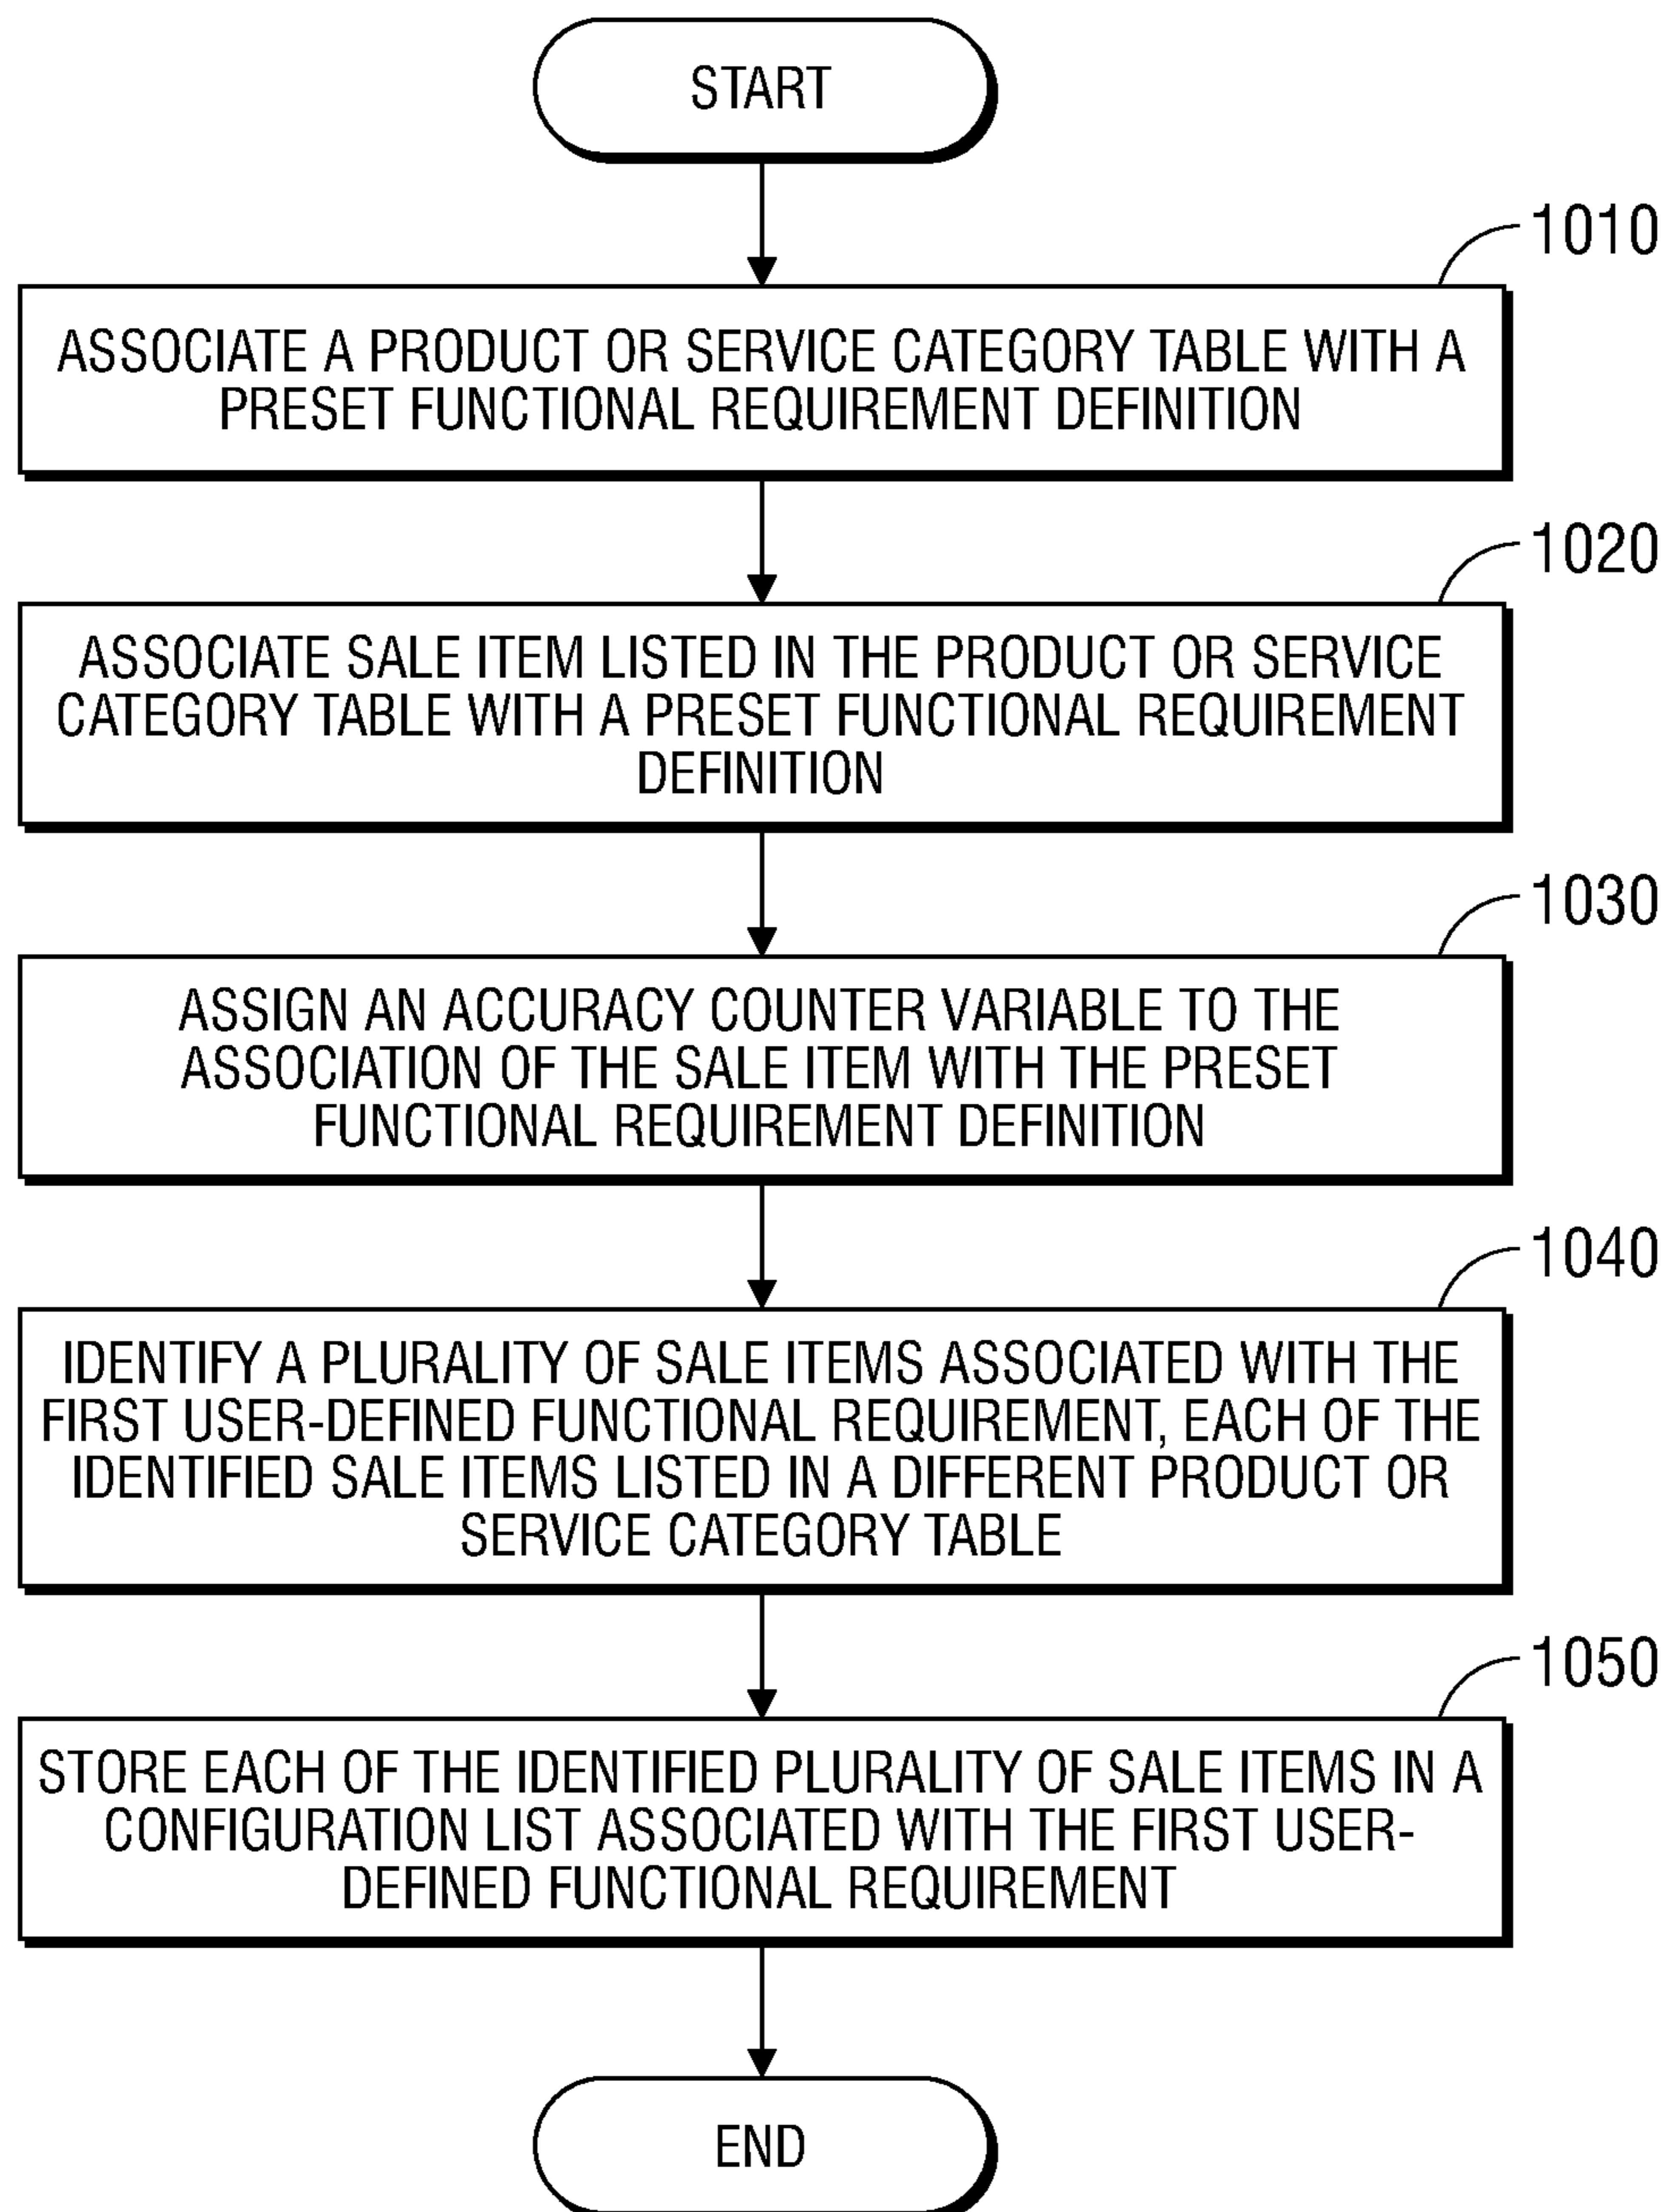 START
1010
ASSOCIATE A PRODUCT OR SERVICE CATEGORY TABLE WITH A
PRESET FUNCTIONAL REQUIREMENT DEFINITION
1020
ASSOCIATE SALE ITEM LISTED IN THE PRODUCT OR SERVICE
CATEGORY TABLE WITH A PRESET FUNCTIONAL REQUIREMENT
DEFINITION
1030
ASSIGN AN ACCURACY COUNTER VARIABLE TO THE
ASSOCIATION OF THE SALE ITEM WITH THE PRESET
FUNCTIONAL REQUIREMENT DEFINITION
1040
IDENTIFY A PLURALITY OF SALE ITEMS ASSOCIATED WITH THE
FIRST USER-DEFINED FUNCTIONAL REQUIREMENT, EACH OF THE
IDENTIFIED SALE ITEMS LISTED IN A DIFFERENT PRODUCT OR
SERVICE CATEGORY TABLE
1050
STORE EACH OF THE IDENTIFIED PLURALITY OF SALE ITEMS IN A
CONFIGURATION LIST ASSOCIATED WITH THE FIRST USER-
DEFINED FUNCTIONAL REQUIREMENT
END